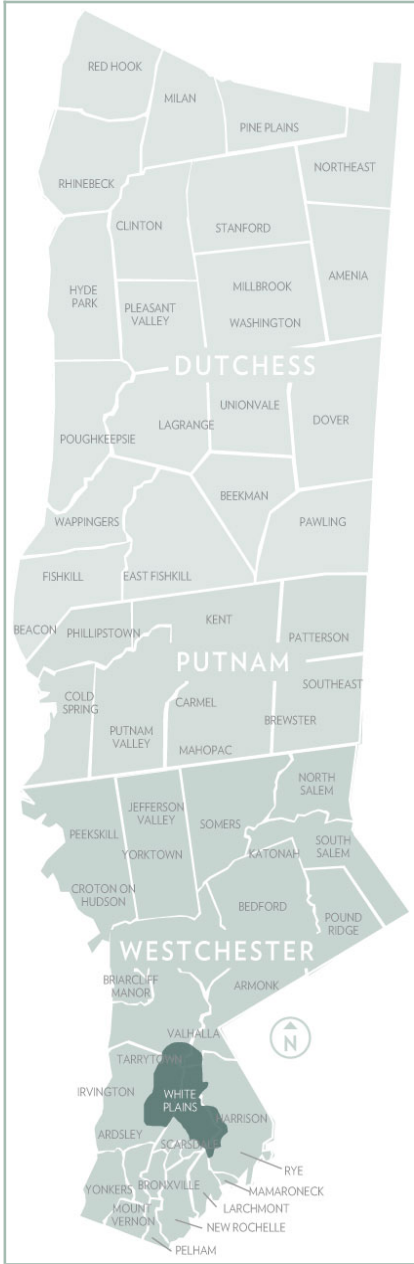 RED HOOK
MILAN
PINE PLAINS
NORTHEAST
RHINEBECK
CLINTON
STANFORD
AMENIA
HYDE
PARK
MILLBROOK
PLEASANT
VALLEY
WASHINGTON
DUTCHESS
UNIONVALE
LAGRANGE
DOVER
POUGHKEEPSIE
BEEKMAN
WAPPINGERS
PAWLING
FISHKILL
EAST FISHKILL
KENT
BEACON
PHILLIPSTOWN
PATTERSON
PUTNAM
SOUTHEAST
COLD
SPRING
CARMEL
BREWSTER
PUTNAM
VALLEY
MAHOPAC
NORTH
SALEM
JEFFERSON
VALLEY
PEEKSKILL
SOMERS
SOUTH
SALEM
YORKTOWN
KATONAH
CROTON ON
HUDSON
BEDFORD
POUND
RIDGE
WESTCHESTER
BRIARCLIFF
MANOR
ARMONK
VALHALLA
N
TARRYTOWN
IRVINGTON
WHITE
PLAINS
HARRISON
ARDSLEY
SCARSDALE
RYE
YONKERS
BRONXVILLE
MAMARONECK
MOUNT
VERNON
LARCHMONT
NEW ROCHELLE
PELHAM